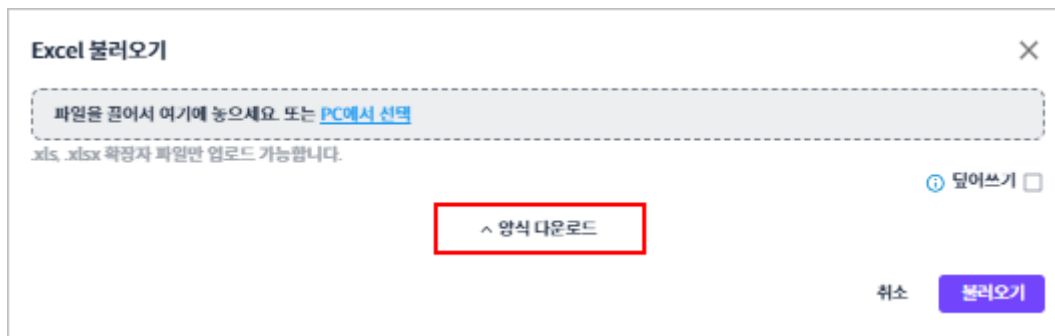 Excel 불러오기
파일을 끌어서 여기에 놓으세요. 또는 PC에서 선택
.xls, .xlsx 확장자 파일만 업로드 가능합니다.
덮어쓰기
양식 다운로드
취소
불러오기